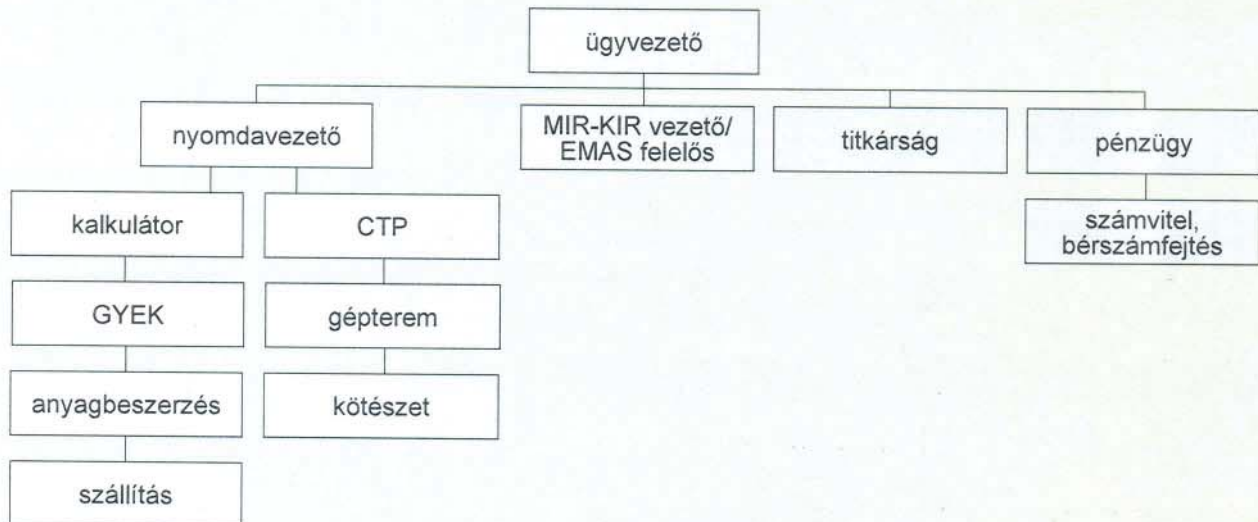 ügyvezető
nyomdavezető
MIR-KIR vezető/
EMAS felelős
titkárság
pénzügy
kalkulátor
CTP
számvitel,
bérszámfejtés
GYEK
gépterem
anyagbeszerzés
kötészet
szállítás